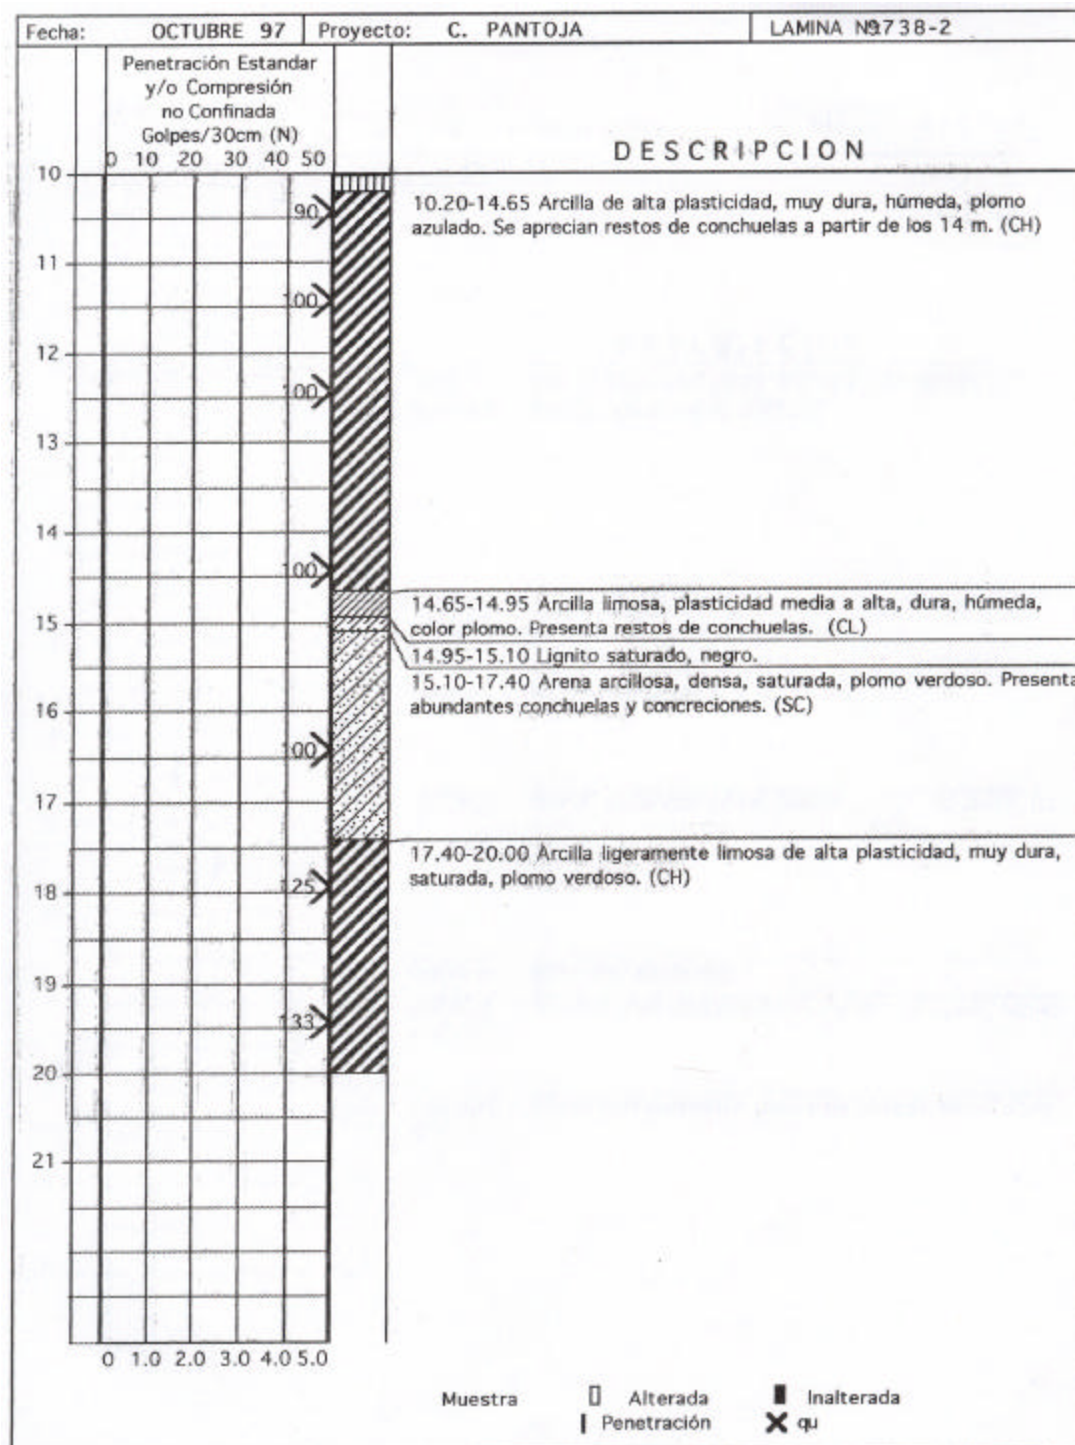 Fecha: OCTUBRE 97 Proyecto: C. PANTOJA LAMINA Nº9738-2
Penetración Estandar
y/o Compresión
no Confinada
Golpes/30cm (N)
0 10 20 30 40 50
DESCRIPCION
10
90
10.20-14.65 Arcilla de alta plasticidad, muy dura, húmeda, plomo
azulado. Se aprecian restos de conchuelas a partir de los 14 m. (CH)
11
100
12
100
13
14
100
14.65-14.95 Arcilla limosa, plasticidad media a alta, dura, húmeda,
15
color plomo. Presenta restos de conchuelas. (CL)
14.95-15.10 Lignito saturado, negro.
15.10-17.40 Arena arcillosa, densa, saturada, plomo verdoso. Presenta
16
abundantes conchuelas y concreciones. (SC)
100
17
17.40-20.00 Arcilla ligeramente limosa de alta plasticidad, muy dura,
saturada, plomo verdoso. (CH)
18
125
19
133
20
21
0 1.0 2.0 3.0 4.0 5.0
Muestra Alterada Inalterada
Penetración qu